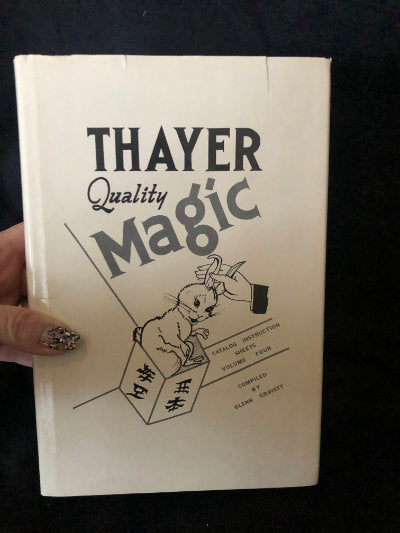 THAYER
Quality
Magic
CATALOG INSTRUCTION
SHEETS
VOLUME FOUR
COMPILED
BY
GLENN GRAVATT